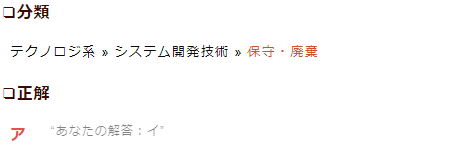 ❏分類
テクノロジ系 » システム開発技術 » 保守・廃棄
❏正解
ア “あなたの解答：イ”